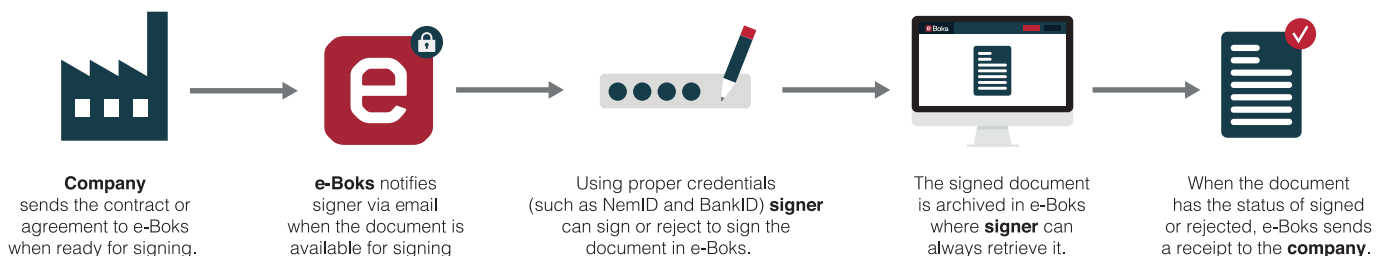 e
e Boks
Company
sends the contract or
agreement to e-Boks
when ready for signing.
e-Boks notifies
signer via email
when the document is
available for signing
Using proper credentials
(such as NemID and BankID) signer
can sign or reject to sign the
document in e-Boks.
The signed document
is archived in e-Boks
where signer can
always retrieve it.
When the document
has the status of signed
or rejected, e-Boks sends
a receipt to the company.